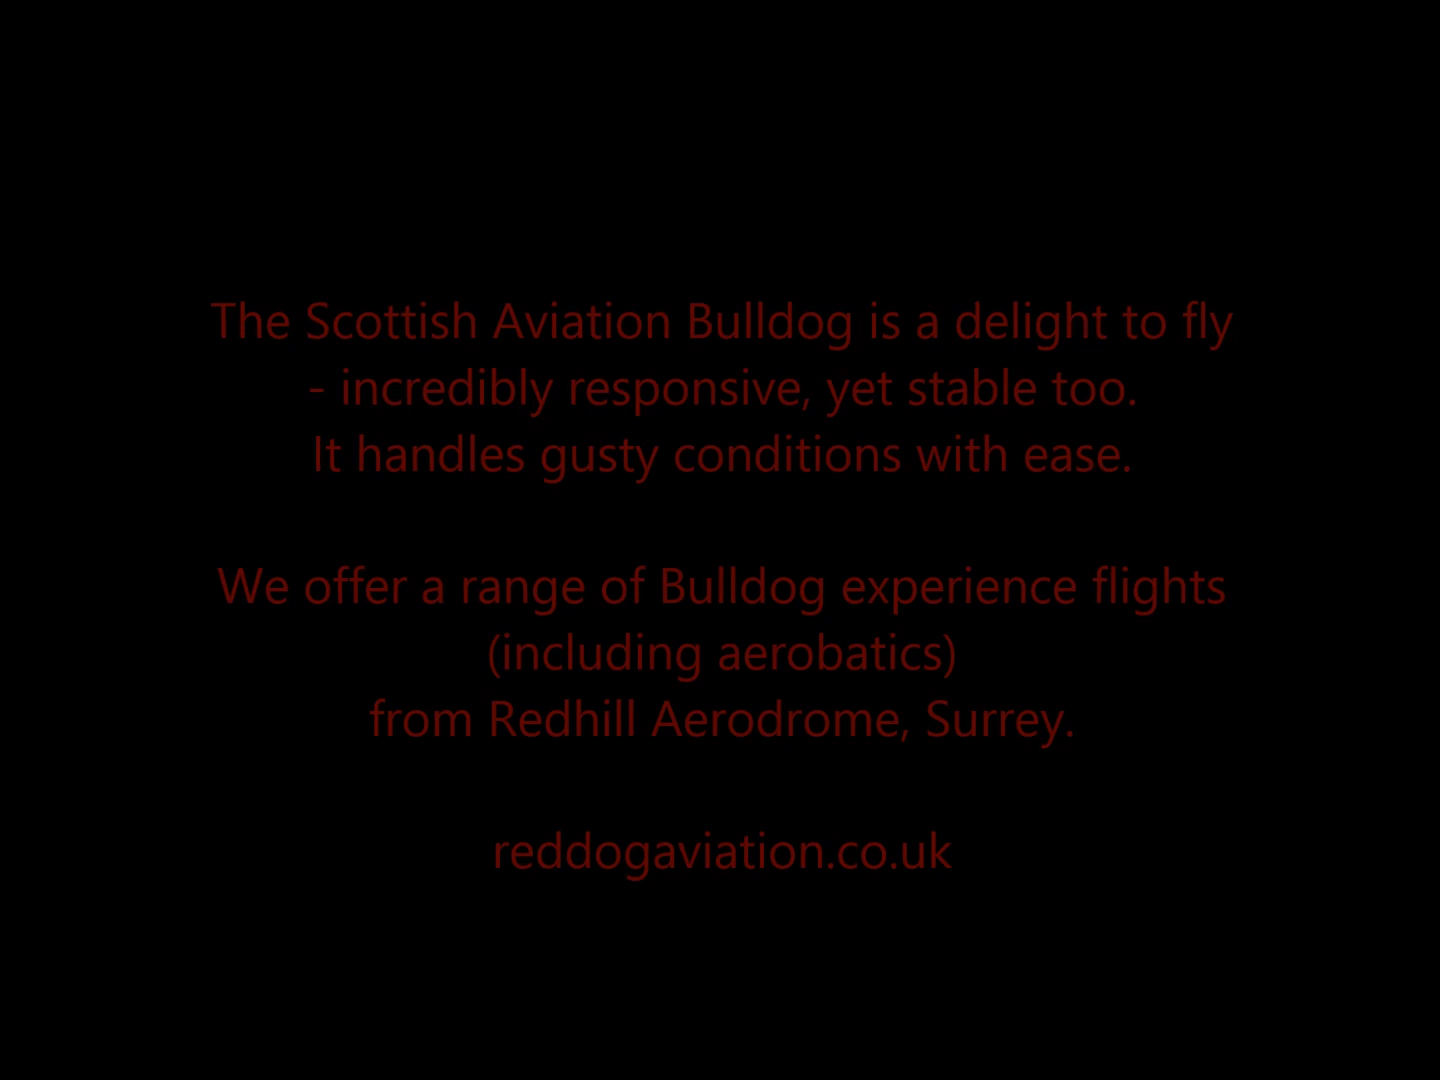 The Scottish Aviation Bulldog is a delight to fly
- incredibly responsive, yet stable too.
It handles gusty conditions with ease.
We offer a range of Bulldog experience flights
(including aerobatics)
from Redhill Aerodrome, Surrey.
reddogaviation.co.uk